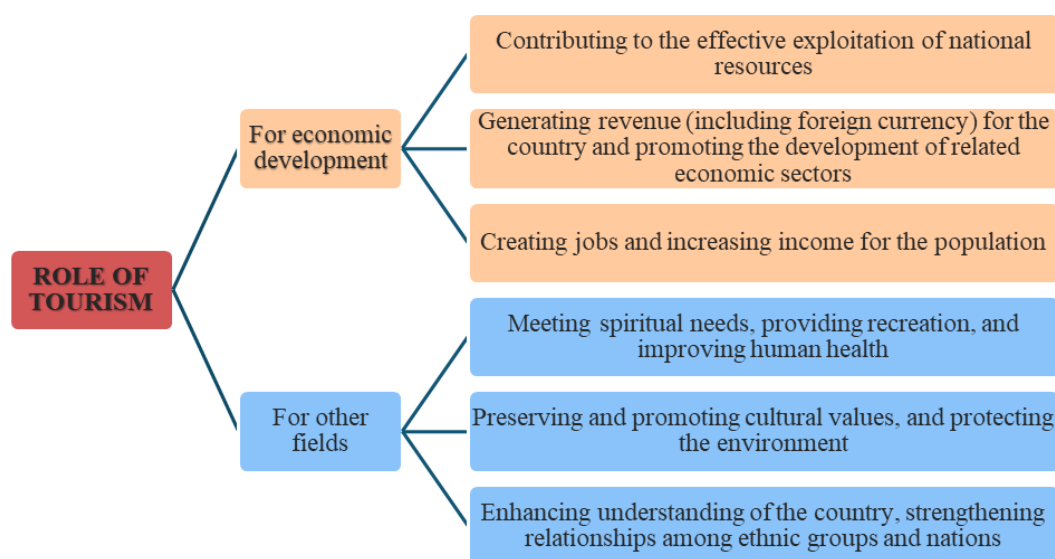 ROLE OF
TOURISM
For economic
development
Contributing to the effective exploitation of national
resources
Generating revenue (including foreign currency) for the
country and promoting the development of related
economic sectors
Creating jobs and increasing income for the population
For other
fields
Meeting spiritual needs, providing recreation, and
improving human health
Preserving and promoting cultural values, and protecting
the environment
Enhancing understanding of the country, strengthening
relationships among ethnic groups and nations